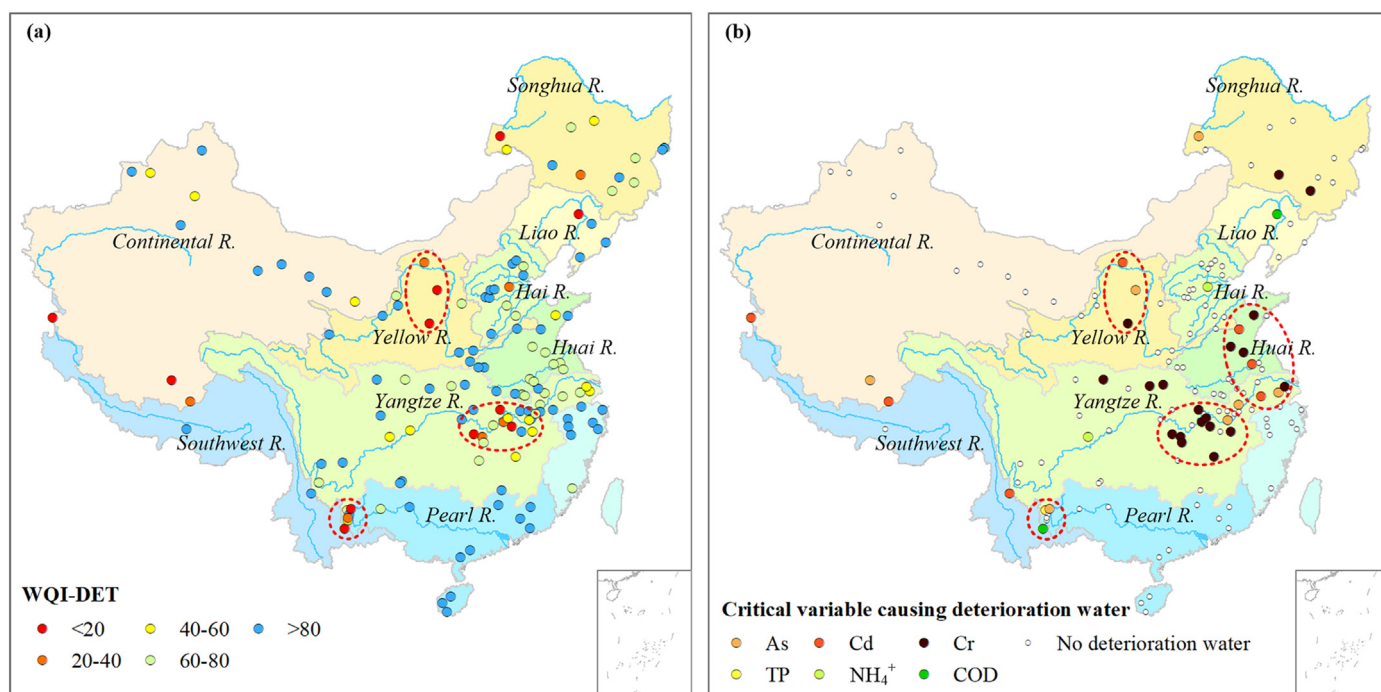 (a)
Songhua R.
Continental R.
Liao R.
Hai R.
Yellow R.
Huai R.
Yangtze R.
Southwest R.
Pearl R.
WQI-DET
<20 40-60 >80
20-40 60-80
(b)
Songhua R.
Continental R.
Liao R.
Hai R.
Yellow R.
Huai R.
Yangtze R.
Southwest R.
Pearl R.
Critical variable causing deterioration water
As Cd Cr No deterioration water
TP NH₄⁺ COD